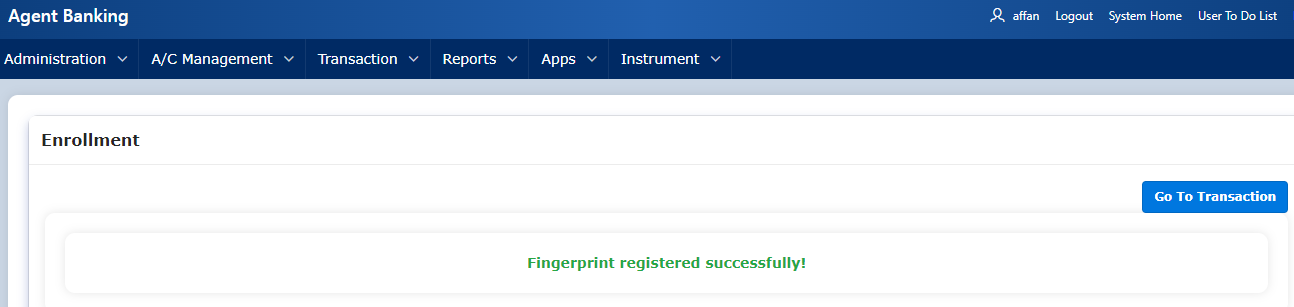 Agent Banking
affan Logout System Home User To Do List
Administration A/C Management Transaction Reports Apps Instrument
Enrollment
Go To Transaction
Fingerprint registered successfully!